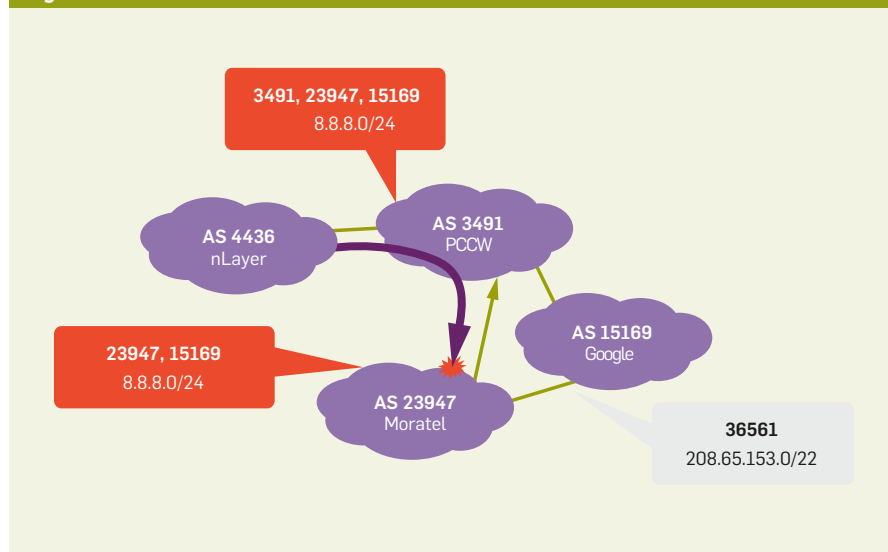 3491, 23947, 15169
8.8.8.0/24
AS 4436
nLayer
AS 3491
PCCW
AS 15169
Google
23947, 15169
8.8.8.0/24
AS 23947
Moratel
36561
208.65.153.0/22